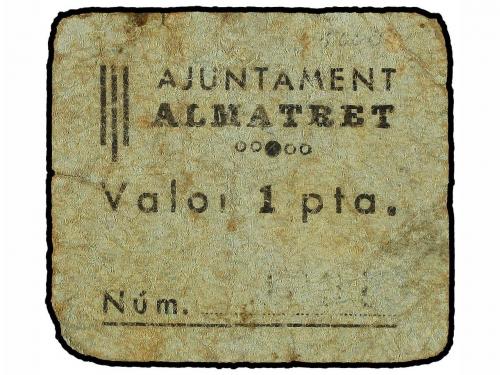 AJUNTAMENT
ALMATRET
Valor 1 pta.
Núm.